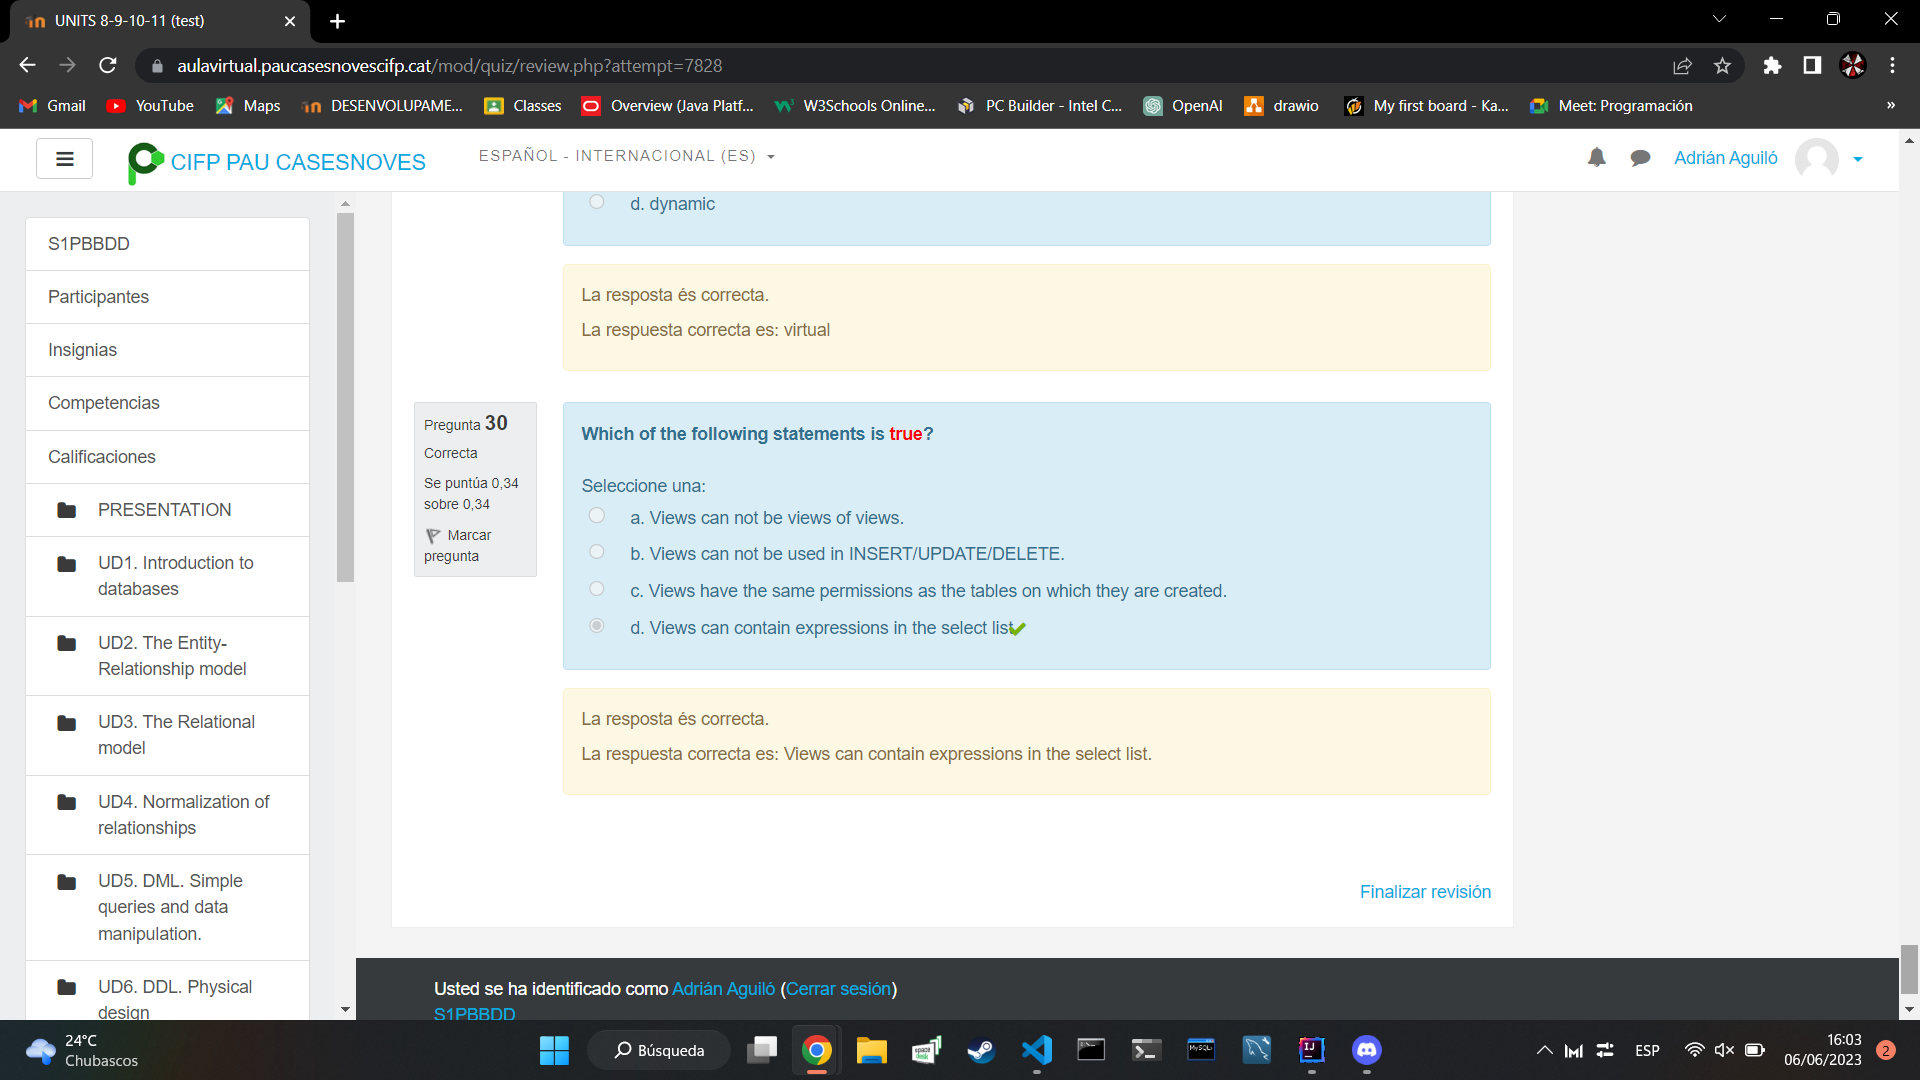 UNITS 8-9-10-11 (test)
aulavirtual.paucasesnovescifp.cat/mod/quiz/review.php?attempt=7828
Gmail
YouTube
Maps
DESENVOLUPAME...
Classes
Overview (Java Platf...
W3Schools Online...
PC Builder - Intel C...
OpenAI
drawio
My first board - Ka...
Meet: Programación
»
CIFP PAU CASESNOVES
ESPAÑOL - INTERNACIONAL (ES)
Adrián Aguiló
S1PBBDD
Participantes
Insignias
Competencias
Calificaciones
PRESENTATION
UD1. Introduction to
databases
UD2. The Entity-
Relationship model
UD3. The Relational
model
UD4. Normalization of
relationships
UD5. DML. Simple
queries and data
manipulation.
UD6. DDL. Physical
design
d. dynamic
La resposta és correcta.
La respuesta correcta es: virtual
Pregunta 30
Correcta
Se puntúa 0,34
sobre 0,34
Marcar
pregunta
Which of the following statements is true?
Seleccione una:
a. Views can not be views of views.
b. Views can not be used in INSERT/UPDATE/DELETE.
c. Views have the same permissions as the tables on which they are created.
d. Views can contain expressions in the select list.
La resposta és correcta.
La respuesta correcta es: Views can contain expressions in the select list.
Finalizar revisión
Usted se ha identificado como Adrián Aguiló (Cerrar sesión)
S1PBBDD
24°C
Chubascos
Búsqueda
ESP
16:03
06/06/2023
2